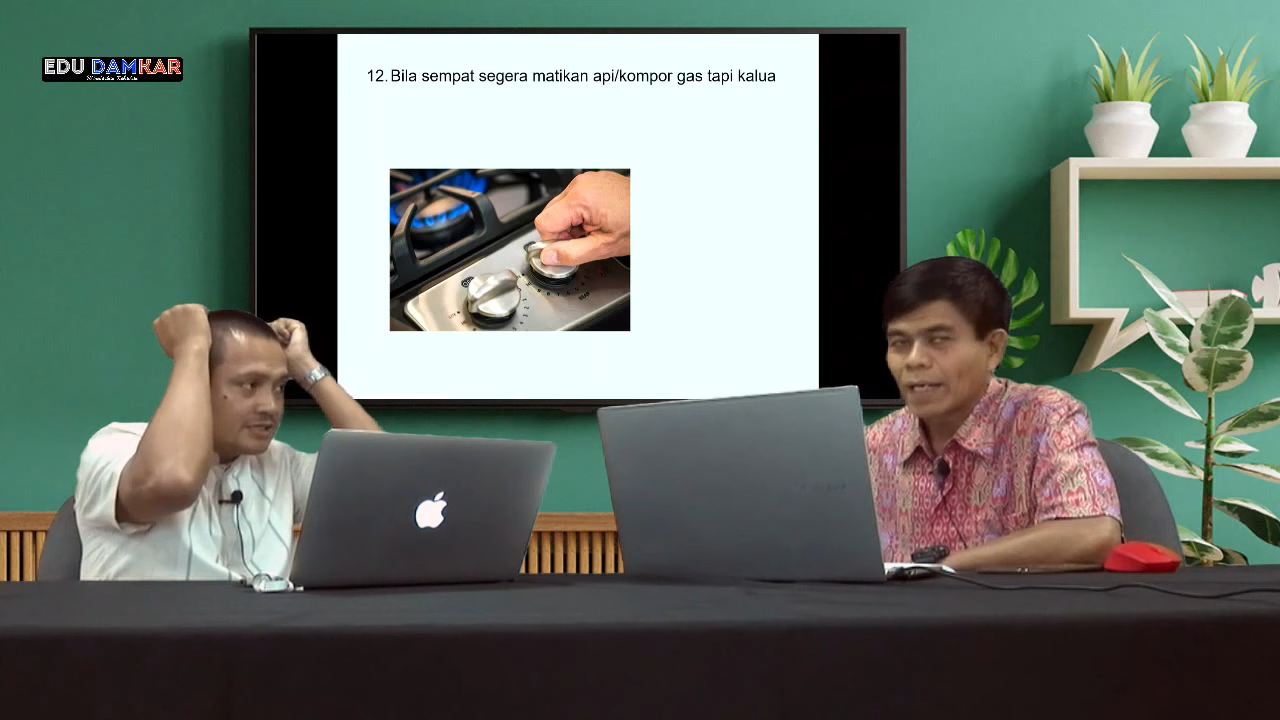 EDU DAMKAR
12. Bila sempat segera matikan api/kompor gas tapi kalua